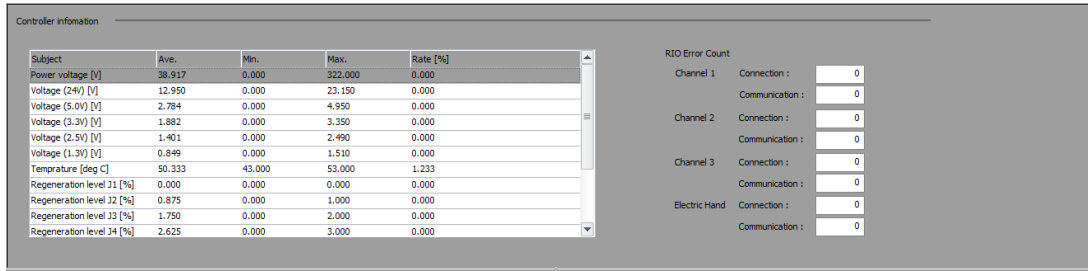 Controller infomation
Subject Ave. Min. Max. Rate [%]
Power voltage [V] 38.917 0.000 322.000 0.000
Voltage (24V) [V] 12.950 0.000 23.150 0.000
Voltage (5.0V) [V] 2.784 0.000 4.950 0.000
Voltage (3.3V) [V] 1.882 0.000 3.350 0.000
Voltage (2.5V) [V] 1.401 0.000 2.490 0.000
Voltage (1.3V) [V] 0.849 0.000 1.510 0.000
Temprature [deg C] 50.333 43.000 53.000 1.233
Regeneration level J1 [%] 0.000 0.000 0.000 0.000
Regeneration level J2 [%] 0.875 0.000 1.000 0.000
Regeneration level J3 [%] 1.750 0.000 2.000 0.000
Regeneration level J4 [%] 2.625 0.000 3.000 0.000
RIO Error Count
Channel 1 Connection : 0
Communication : 0
Channel 2 Connection : 0
Communication : 0
Channel 3 Connection : 0
Communication : 0
Electric Hand Connection : 0
Communication : 0